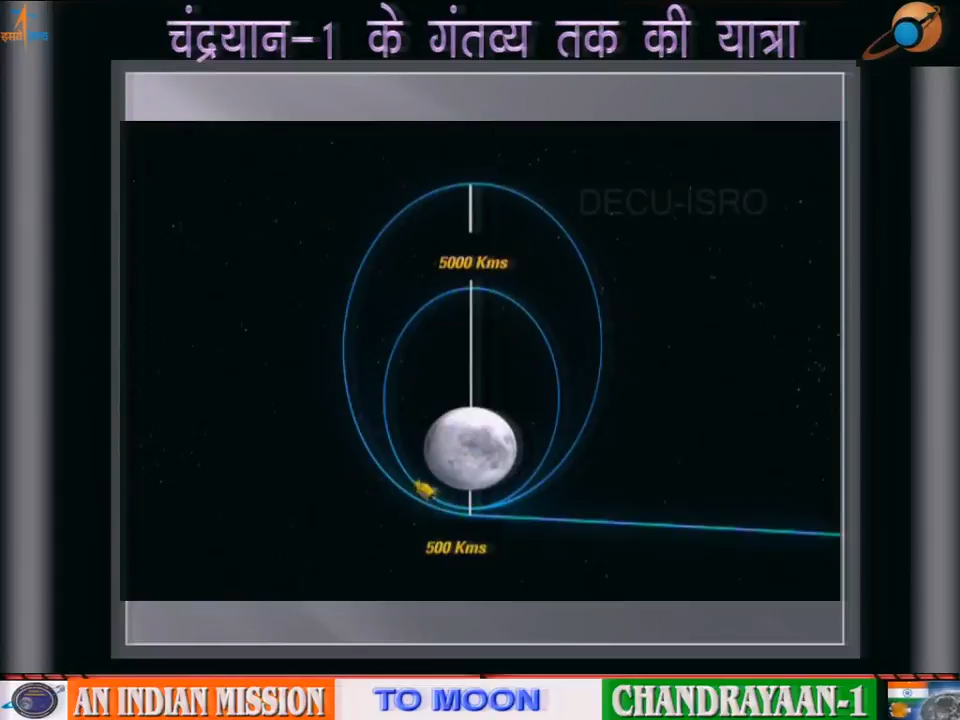 चंद्रयान-1 के गंतव्य तक की यात्रा
DECU-ISRO
5000 Kms
500 Kms
AN INDIAN MISSION TO MOON CHANDRAYAAN-1